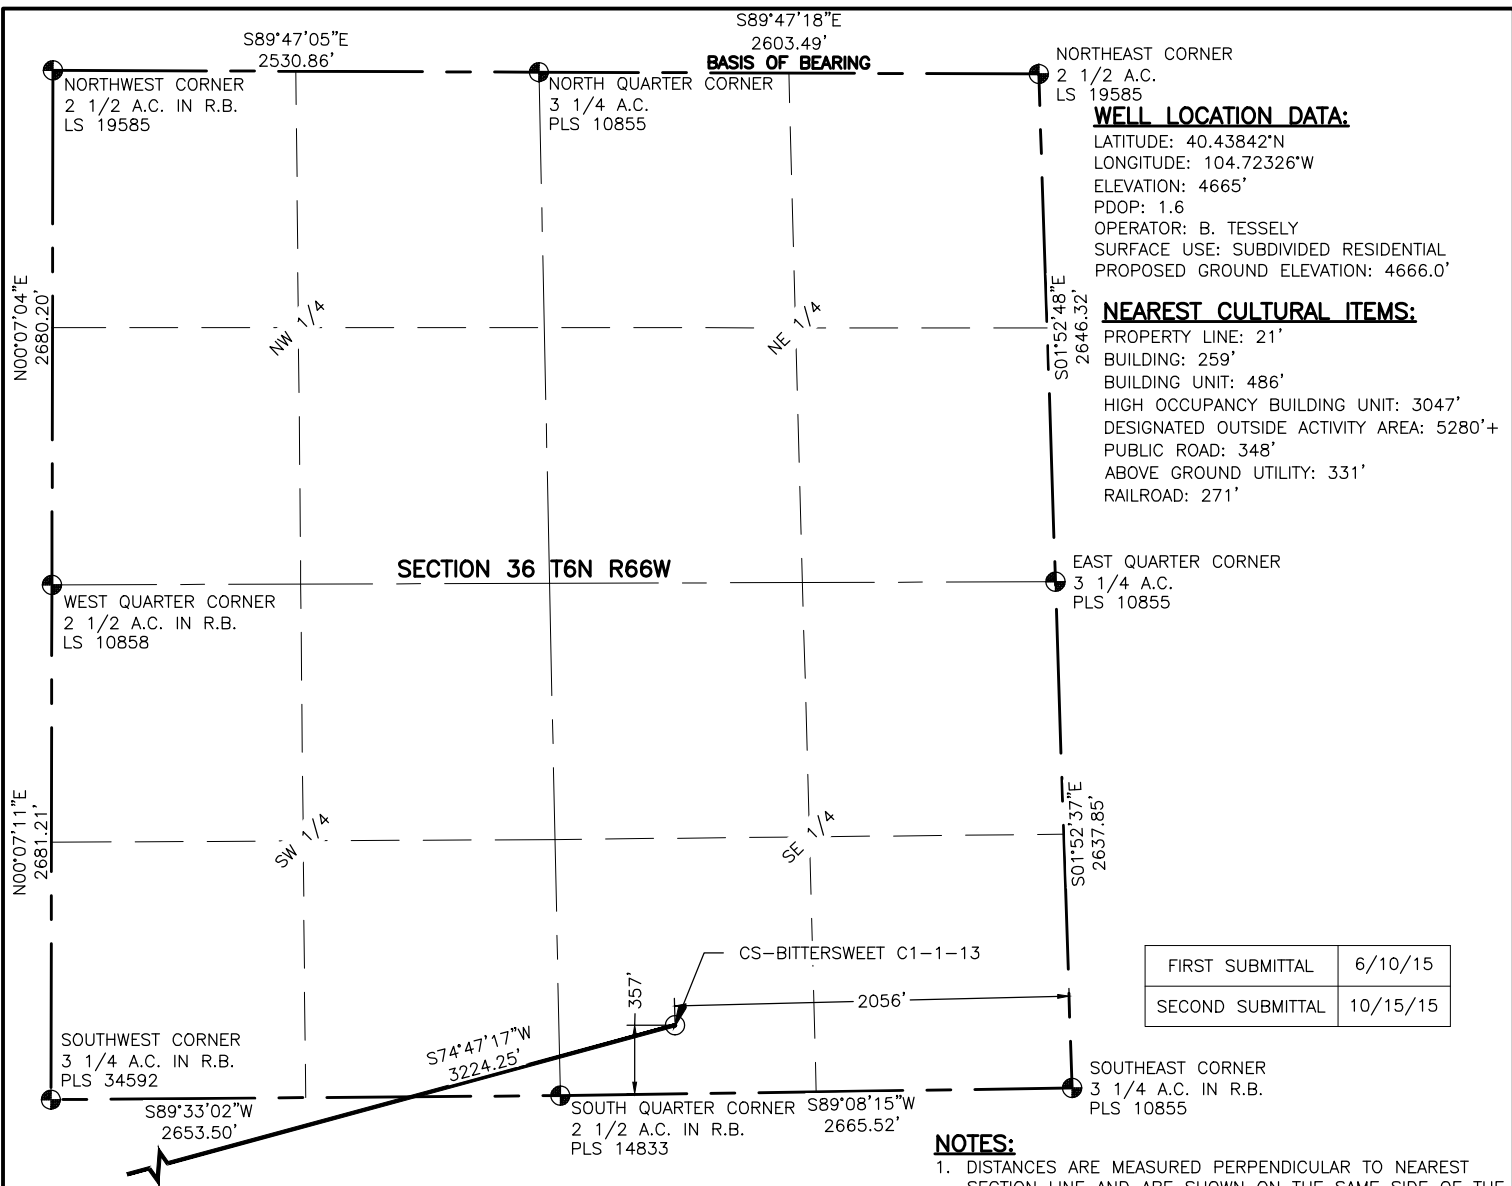 S89°47'05"E
2530.86'
S89°47'18"E
2603.49'
BASIS OF BEARING
NORTHWEST CORNER
2 1/2 A.C. IN R.B.
LS 19585
NORTH QUARTER CORNER
3 1/4 A.C.
PLS 10855
NORTHEAST CORNER
2 1/2 A.C.
LS 19585
WELL LOCATION DATA:
LATITUDE: 40.43842°N
LONGITUDE: 104.72326°W
ELEVATION: 4665'
PDOP: 1.6
OPERATOR: B. TESSELY
SURFACE USE: SUBDIVIDED RESIDENTIAL
PROPOSED GROUND ELEVATION: 4666.0'
NEAREST CULTURAL ITEMS:
PROPERTY LINE: 21'
BUILDING: 259'
BUILDING UNIT: 486'
HIGH OCCUPANCY BUILDING UNIT: 3047'
DESIGNATED OUTSIDE ACTIVITY AREA: 5280'+
PUBLIC ROAD: 348'
ABOVE GROUND UTILITY: 331'
RAILROAD: 271'
N00°07'04"E
2680.20'
NW 1/4
NE 1/4
S01°52'48"E
2646.32'
SECTION 36 T6N R66W
WEST QUARTER CORNER
2 1/2 A.C. IN R.B.
LS 10858
EAST QUARTER CORNER
3 1/4 A.C.
PLS 10855
N00°07'11"E
2681.21'
SW 1/4
SE 1/4
S01°52'37"E
2637.85'
CS-BITTERSWEET C1-1-13
357'
2056'
FIRST SUBMITTAL 6/10/15
SECOND SUBMITTAL 10/15/15
SOUTHWEST CORNER
3 1/4 A.C. IN R.B.
PLS 34592
S74°47'17"W
3224.25'
S89°33'02"W
2653.50'
SOUTH QUARTER CORNER
2 1/2 A.C. IN R.B.
PLS 14833
S89°08'15"W
2665.52'
SOUTHEAST CORNER
3 1/4 A.C. IN R.B.
PLS 10855
NOTES:
1. DISTANCES ARE MEASURED PERPENDICULAR TO NEAREST
SECTION LINE AND ARE SHOWN ON THE SAME SIDE OF THE